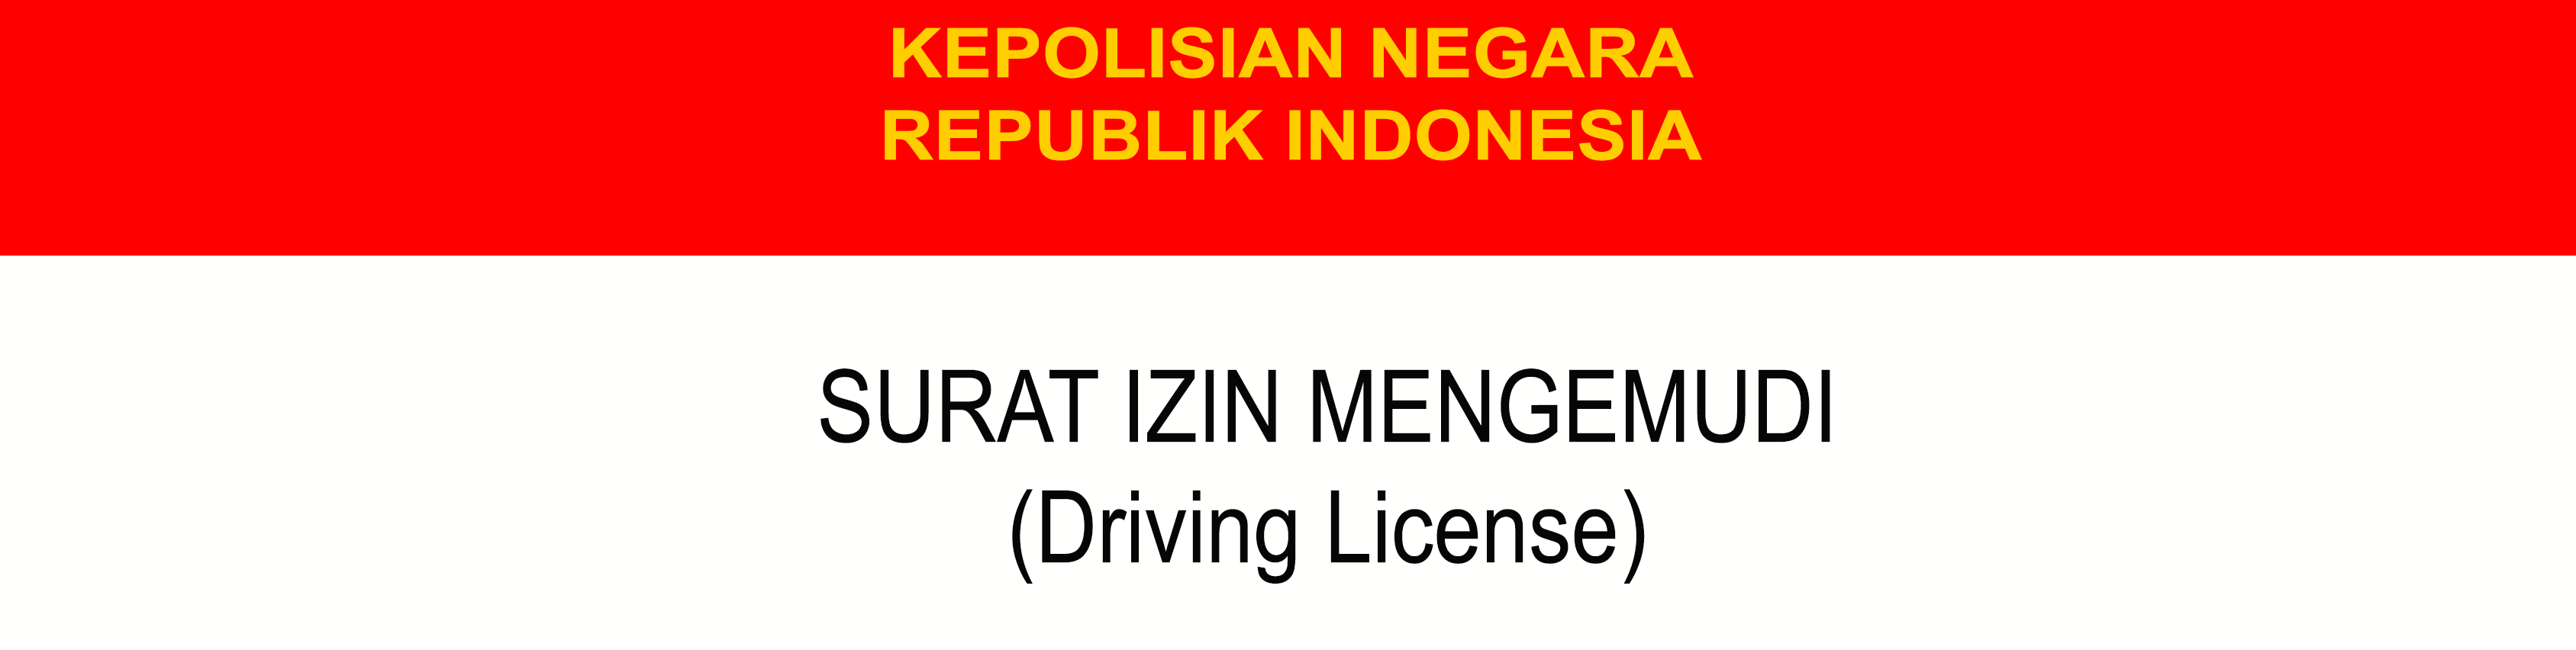 KEPOLISIAN NEGARA
REPUBLIK INDONESIA
SURAT IZIN MENGEMUDI
(Driving License)